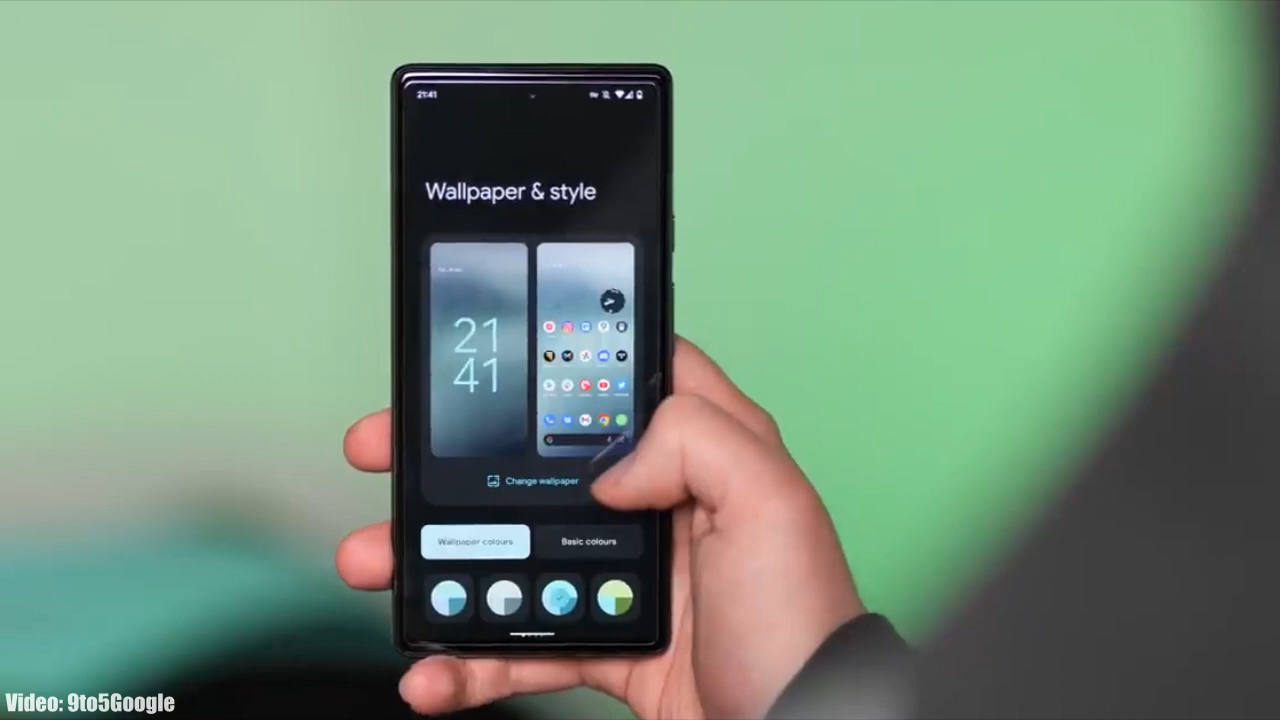 21:41
Wallpaper & style
21
41
Change wallpaper
Wallpaper colours
Basic colours
Video: 9to5Google